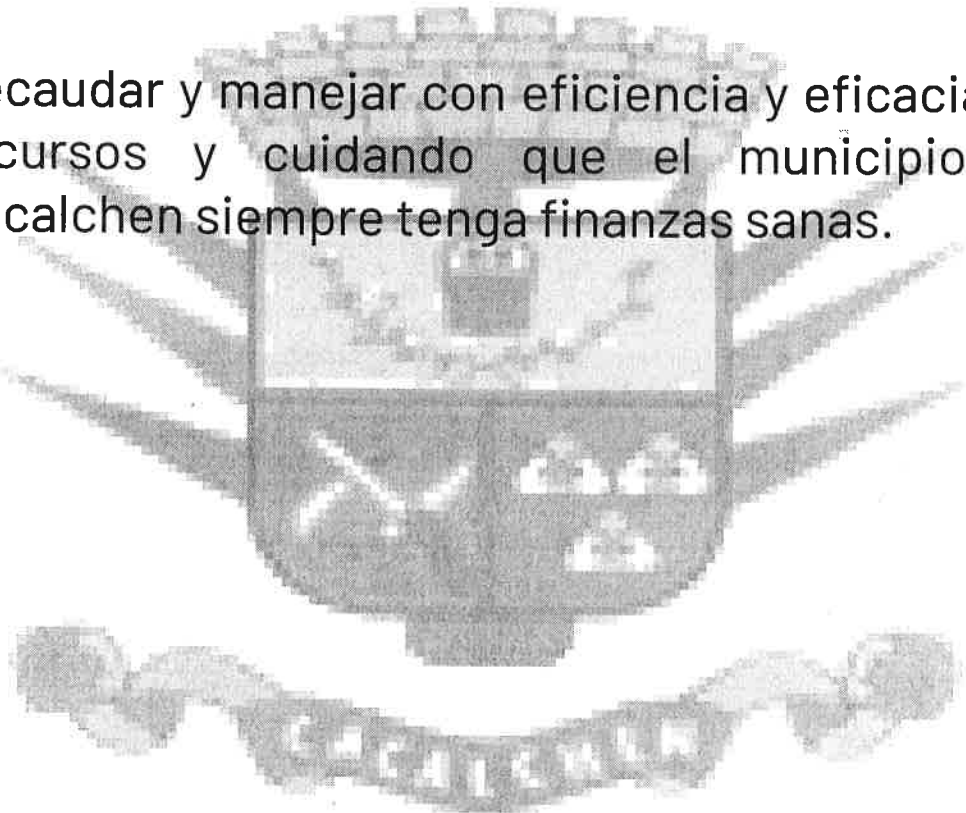 ecaudar y manejar con eficiencia y eficacia
cursos y cuidando que el municipio
calchen siempre tenga finanzas sanas.